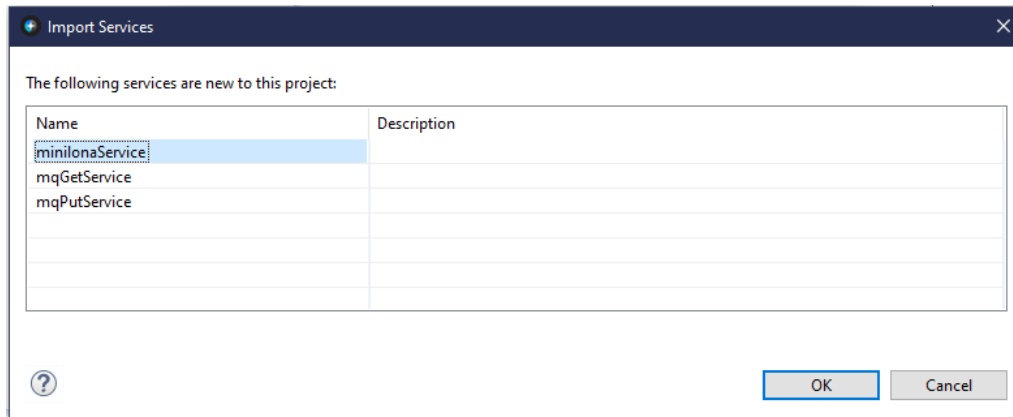 Import Services
The following services are new to this project:
Name Description
minilonaService
mqGetService
mqPutService
?
OK Cancel